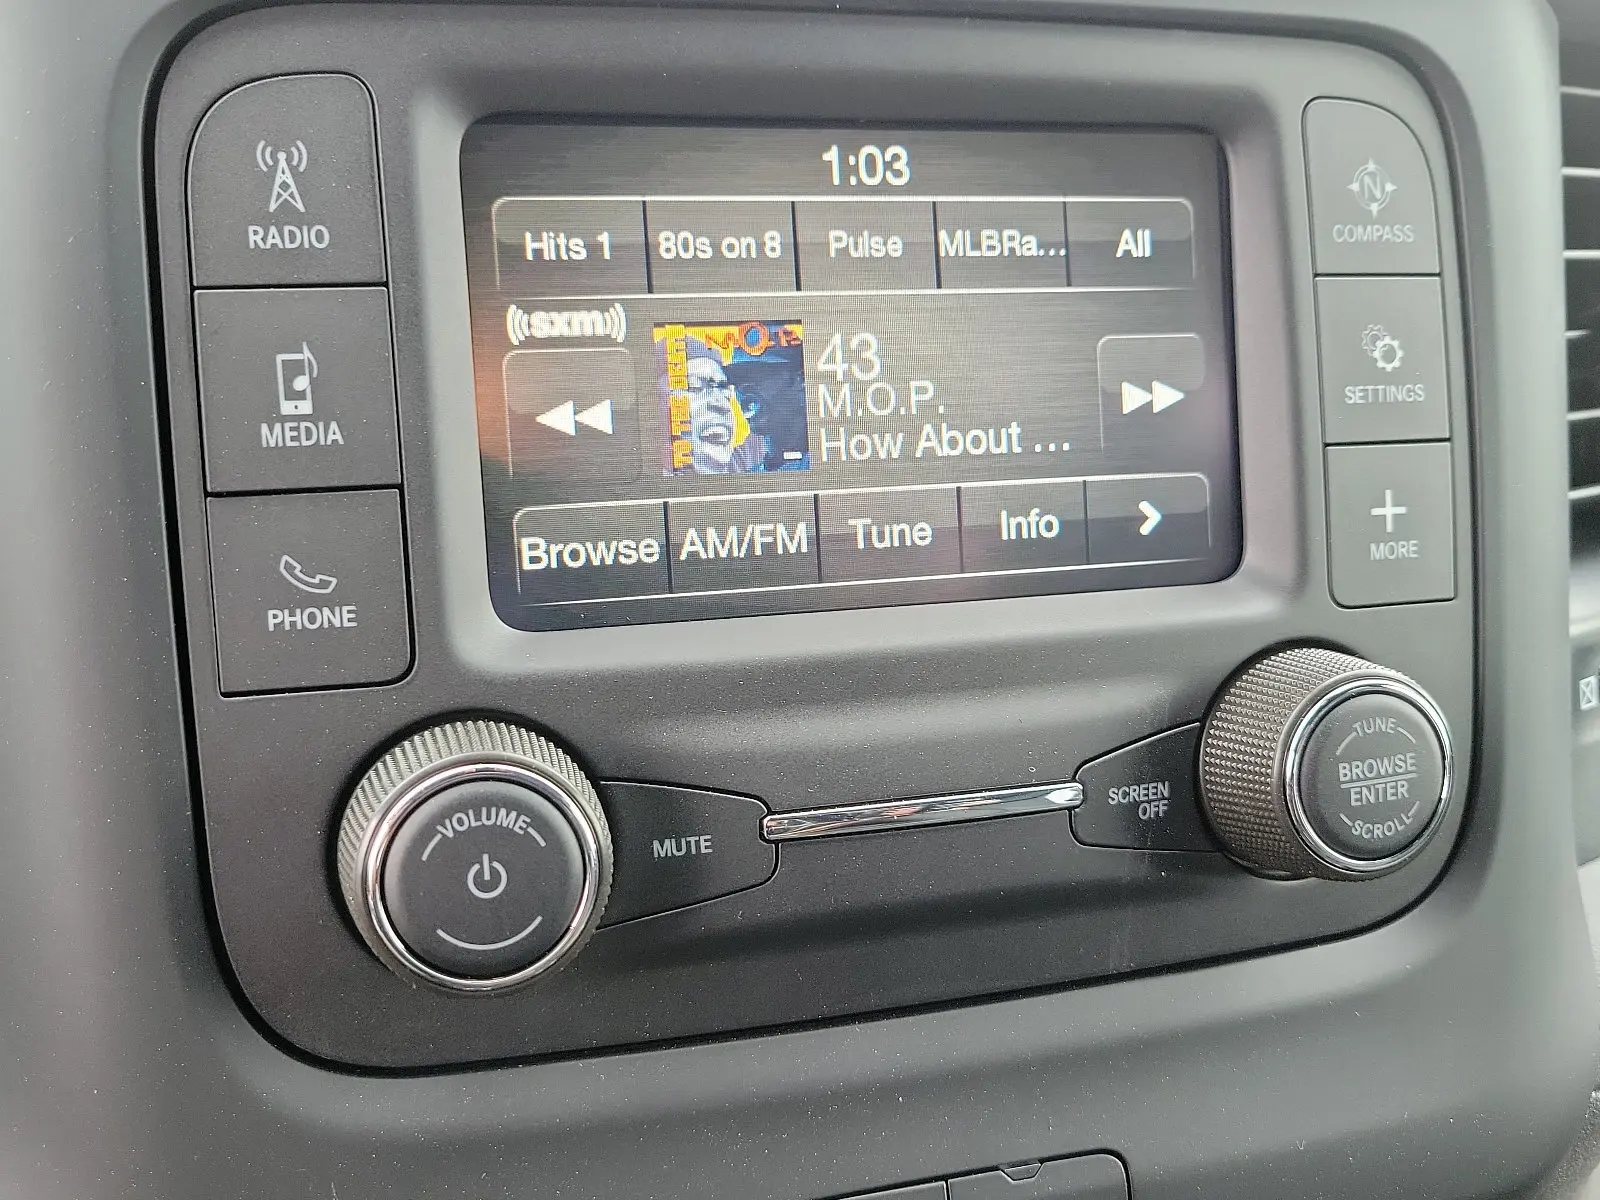 1:03
Hits 1
80s on 8
Pulse
MLBRa...
All
((sxm))
43
M.O.P.
How About ...
Browse
AM/FM
Tune
Info
RADIO
MEDIA
PHONE
N
COMPASS
SETTINGS
MORE
VOLUME
MUTE
SCREEN
OFF
TUNE
BROWSE
ENTER
SCROLL
M.O.P.